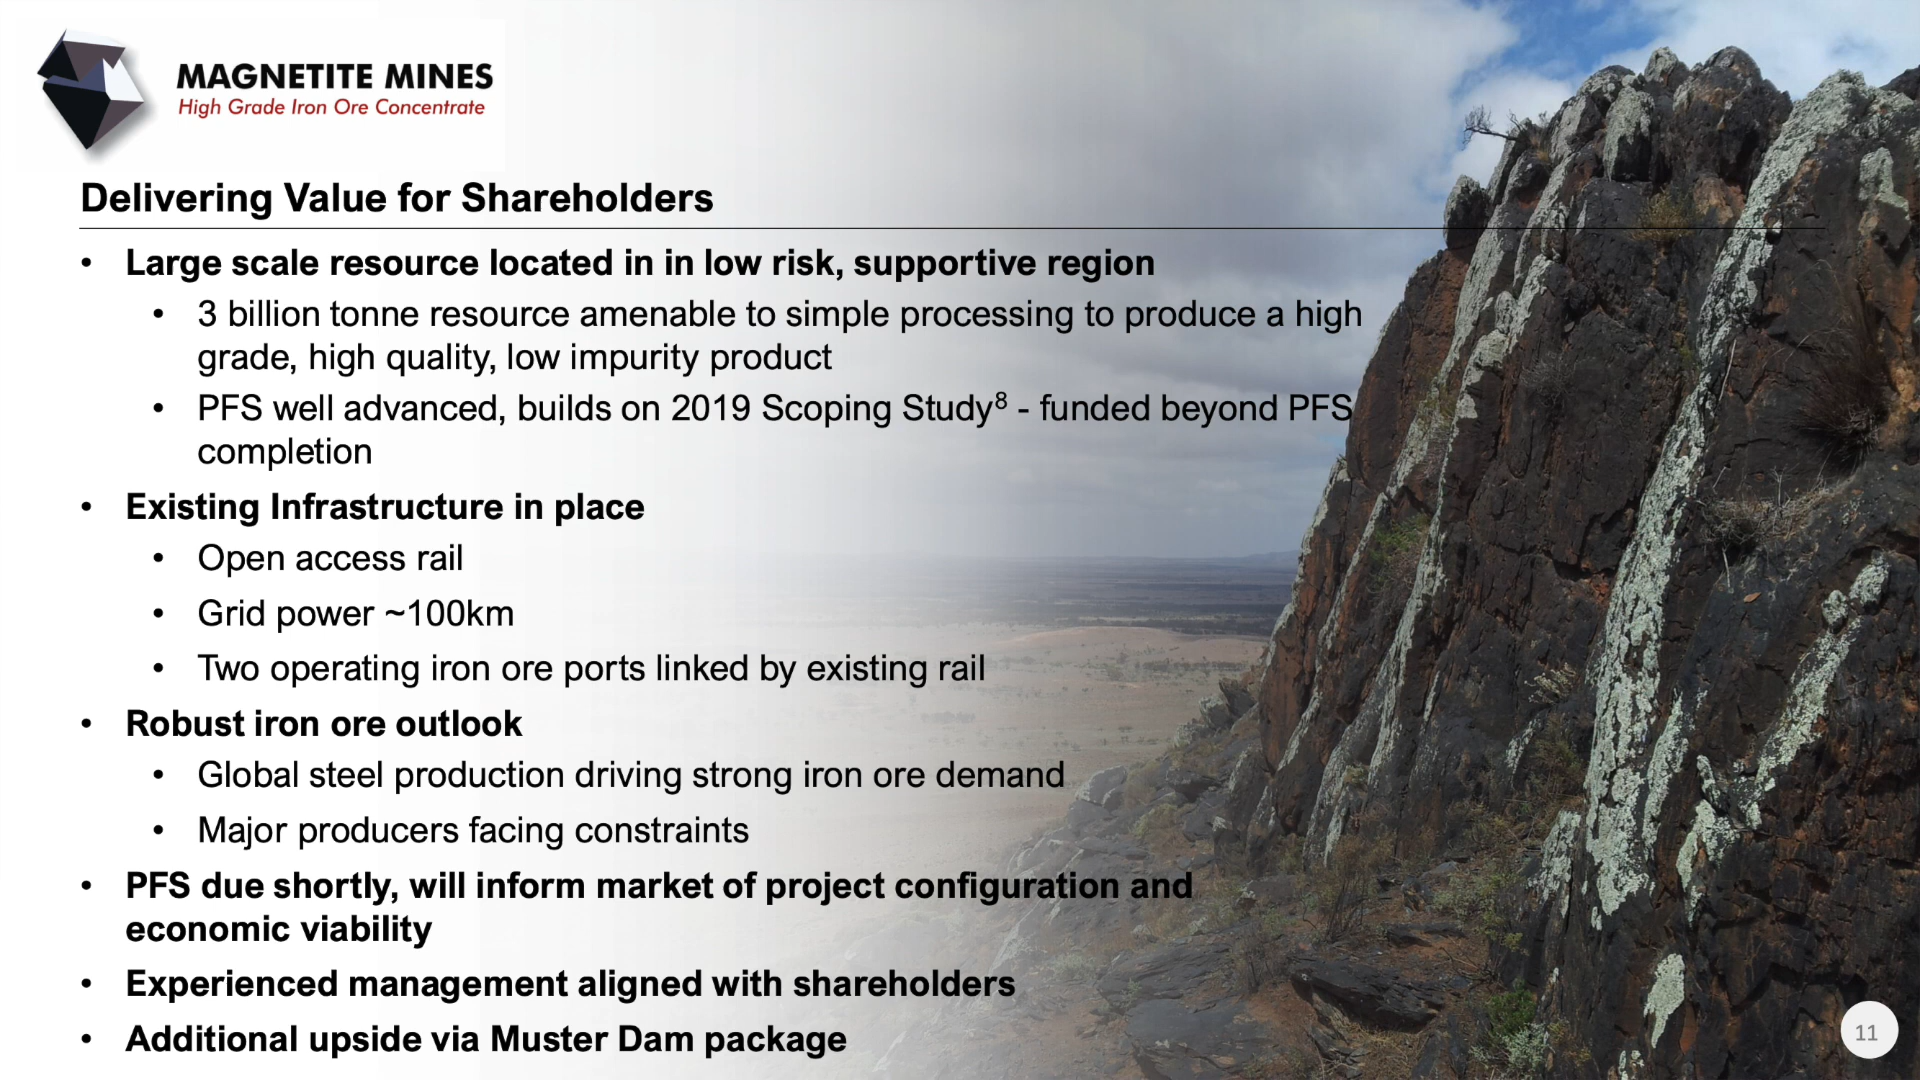 MAGNETITE MINES
High Grade Iron Ore Concentrate
Delivering Value for Shareholders
• Large scale resource located in in low risk, supportive region
• 3 billion tonne resource amenable to simple processing to produce a high
grade, high quality, low impurity product
• PFS well advanced, builds on 2019 Scoping Study⁸ - funded beyond PFS
completion
• Existing Infrastructure in place
• Open access rail
• Grid power ~100km
• Two operating iron ore ports linked by existing rail
• Robust iron ore outlook
• Global steel production driving strong iron ore demand
• Major producers facing constraints
• PFS due shortly, will inform market of project configuration and
economic viability
• Experienced management aligned with shareholders
• Additional upside via Muster Dam package
11